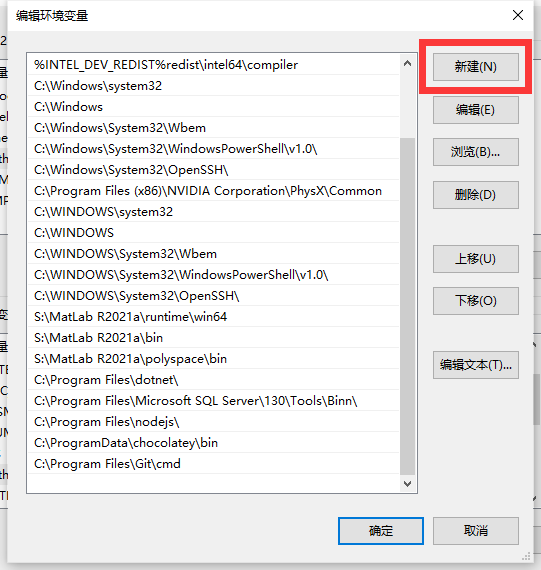 编辑环境变量
%INTEL_DEV_REDIST%redist\intel64\compiler
C:\Windows\system32
C:\Windows
C:\Windows\System32\Wbem
C:\Windows\System32\WindowsPowerShell\v1.0\
C:\Windows\System32\OpenSSH\
C:\Program Files (x86)\NVIDIA Corporation\PhysX\Common
C:\WINDOWS\system32
C:\WINDOWS
C:\WINDOWS\System32\Wbem
C:\WINDOWS\System32\WindowsPowerShell\v1.0\
C:\WINDOWS\System32\OpenSSH\
S:\MatLab R2021a\runtime\win64
S:\MatLab R2021a\bin
S:\MatLab R2021a\polyspace\bin
C:\Program Files\dotnet\
C:\Program Files\Microsoft SQL Server\130\Tools\Binn\
C:\Program Files\nodejs\
C:\ProgramData\chocolatey\bin
C:\Program Files\Git\cmd
新建(N)
编辑(E)
浏览(B)...
删除(D)
上移(U)
下移(O)
编辑文本(T)...
确定
取消